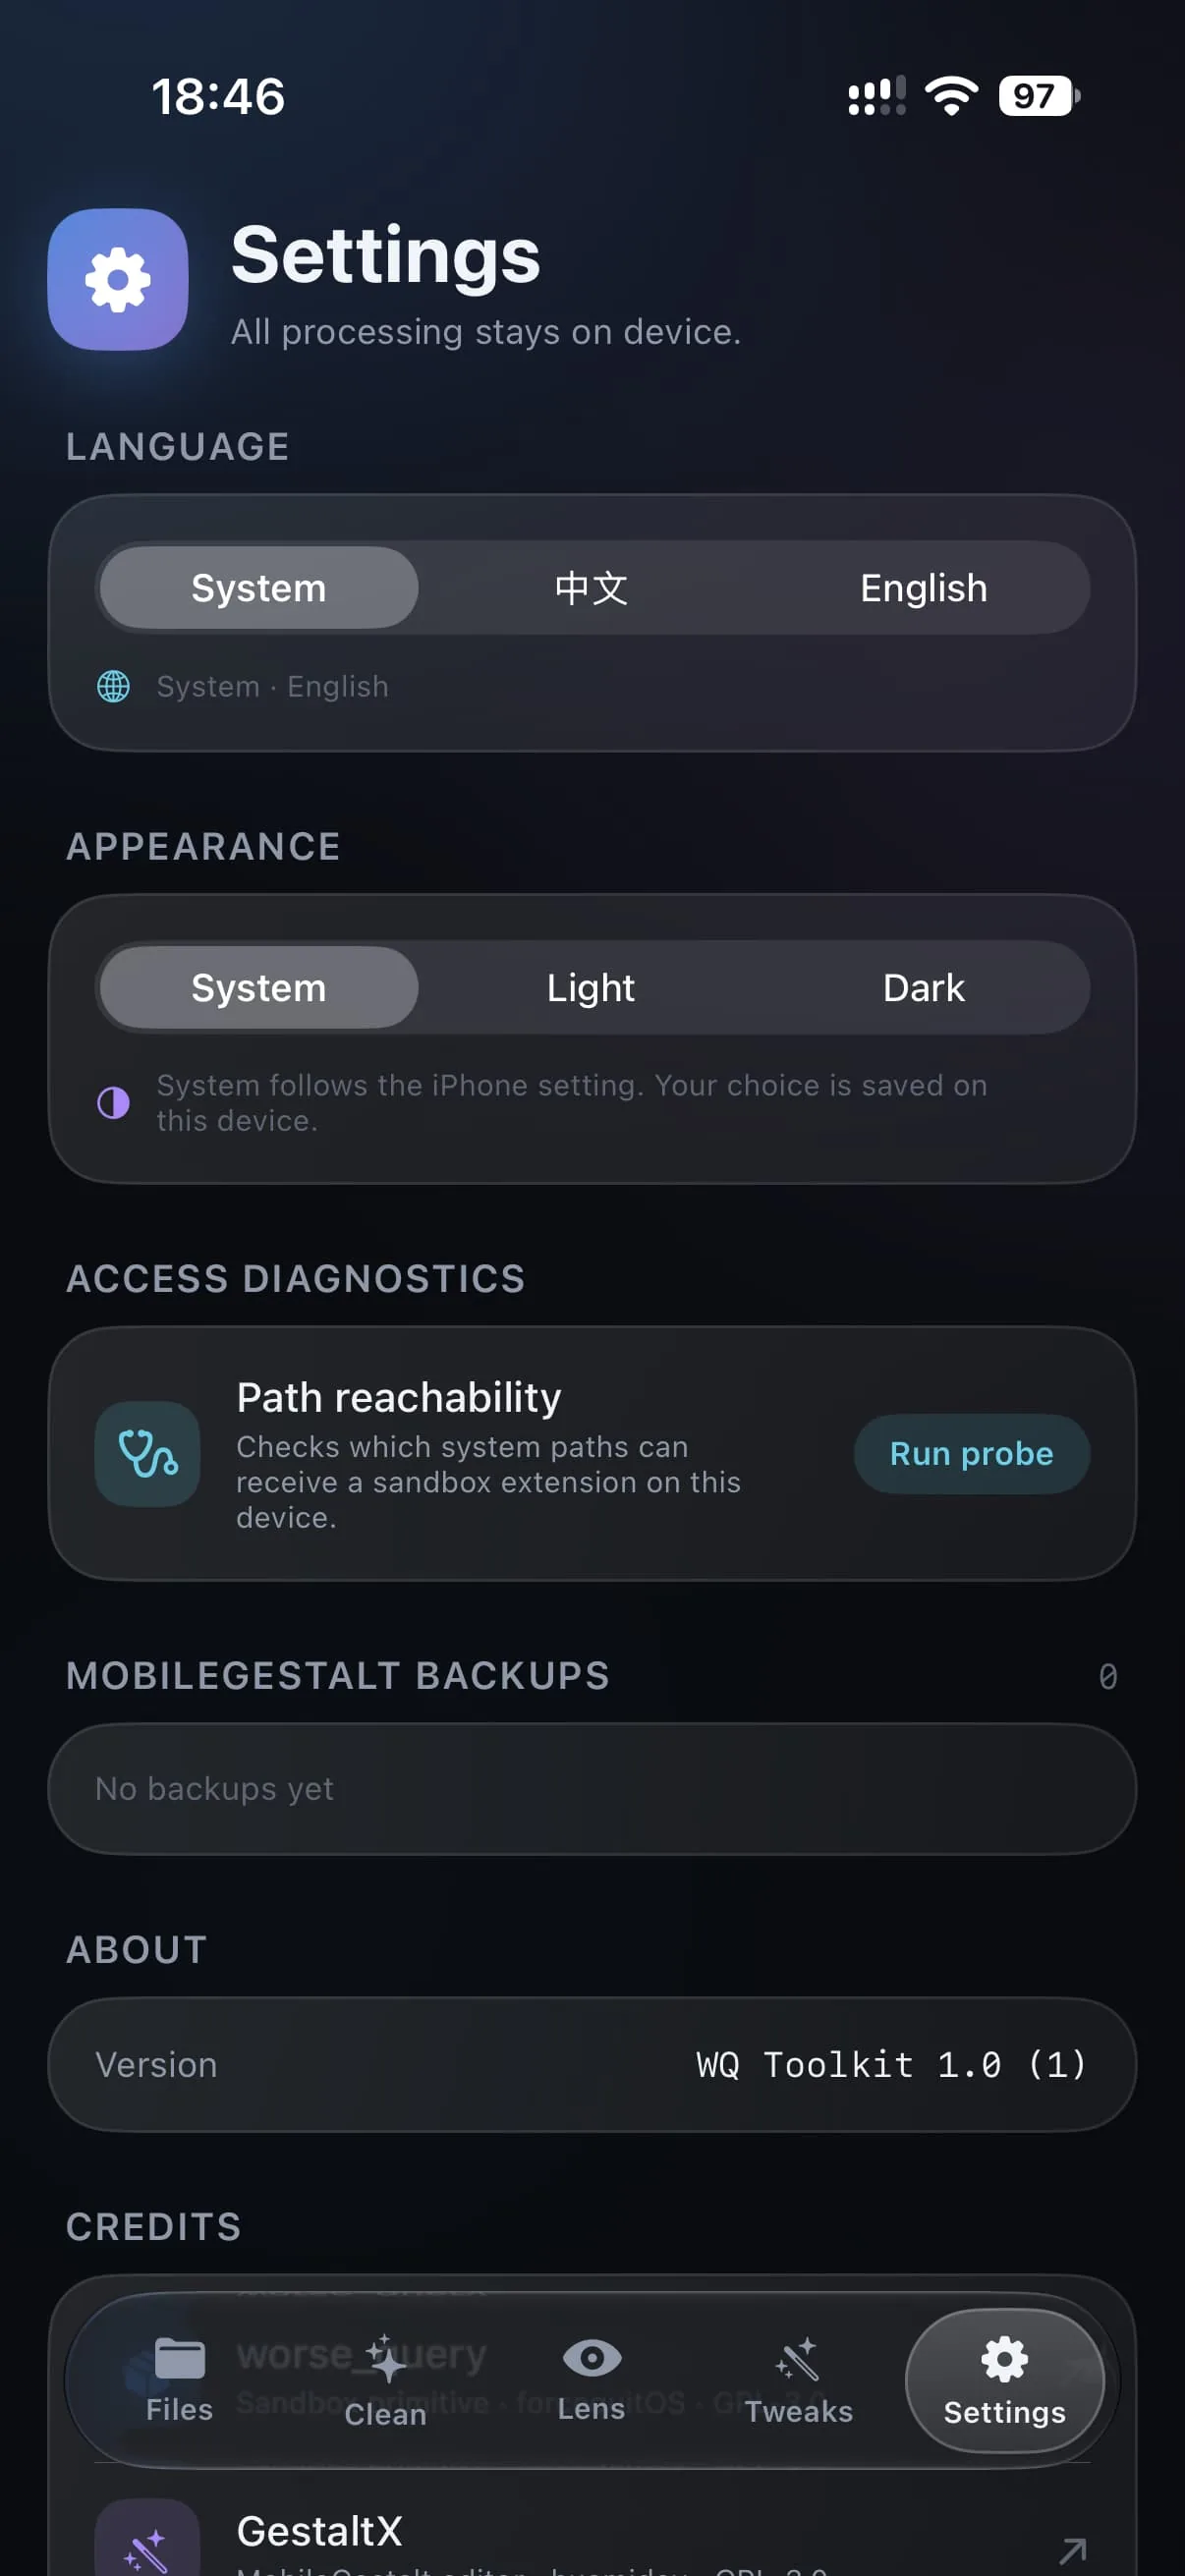 18:46
97
Settings
All processing stays on device.
LANGUAGE
System
中文
English
System · English
APPEARANCE
System
Light
Dark
System follows the iPhone setting. Your choice is saved on
this device.
ACCESS DIAGNOSTICS
Path reachability
Checks which system paths can
receive a sandbox extension on this
device.
Run probe
MOBILEGESTALT BACKUPS
0
No backups yet
ABOUT
Version
WQ Toolkit 1.0 (1)
CREDITS
worse_query
Sandbox primitive ·
Files
Clean
Lens
Tweaks
Settings
GestaltX